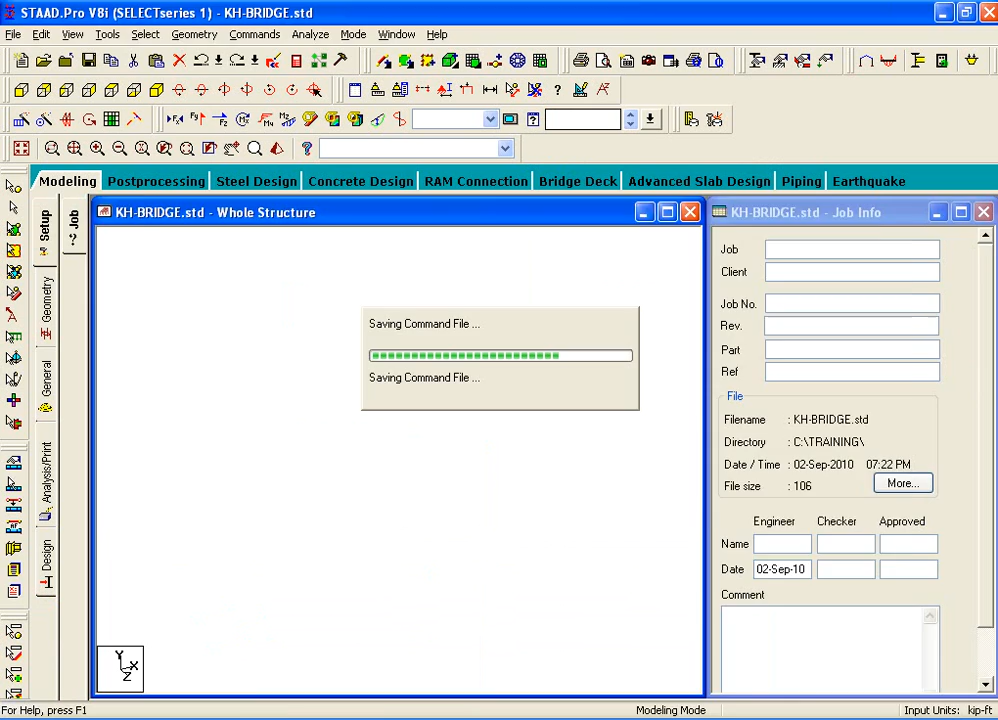 STAAD.Pro V8i (SELECTseries 1) - KH-BRIDGE.std
File Edit View Tools Select Geometry Commands Analyze Mode Window Help
Modeling Postprocessing Steel Design Concrete Design RAM Connection Bridge Deck Advanced Slab Design Piping Earthquake
Setup
Geometry
General
Analysis/Print
Design
Job
KH-BRIDGE.std - Whole Structure
Saving Command File ...
Saving Command File ...
Y
X
Z
KH-BRIDGE.std - Job Info
Job
Client
Job No.
Rev.
Part
Ref
File
Filename : KH-BRIDGE.std
Directory : C:\TRAINING\
Date / Time : 02-Sep-2010 07:22 PM
File size : 106 More...
Engineer Checker Approved
Name
Date 02-Sep-10
Comment
For Help, press F1 Modeling Mode Input Units: kip-ft